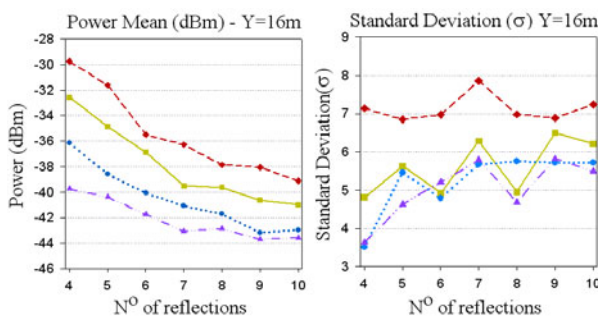 Power Mean (dBm) - Y=16m
Power (dBm)
-28
-30
-32
-34
-36
-38
-40
-42
-44
-46
4 5 6 7 8 9 10
Nº of reflections
Standard Deviation (σ) Y=16m
Standard Deviation(σ)
9
8
7
6
5
4
3
4 5 6 7 8 9 10
Nº of reflections